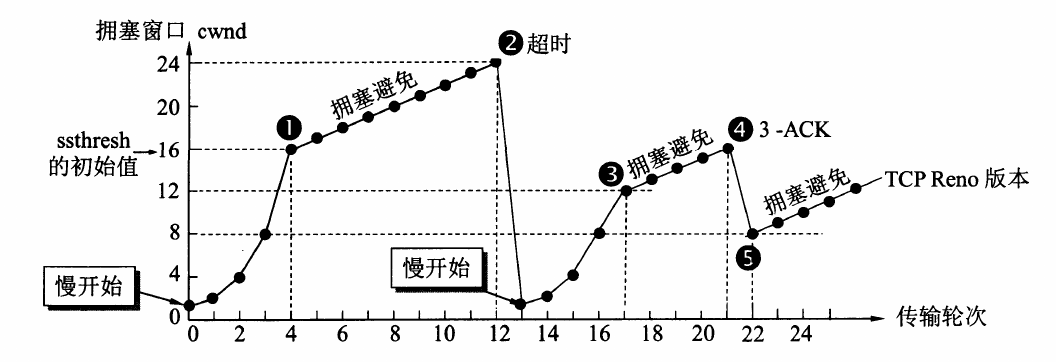 拥塞窗口 cwnd
❷ 超时
24
拥塞避免
20
❶
ssthresh
的初始值
16
❹ 3 -ACK
❸
拥塞避免
12
TCP Reno 版本
拥塞避免
8
❺
慢开始
4
慢开始
0
0 2 4 6 8 10 12 13 14 16 18 20 22 24
传输轮次